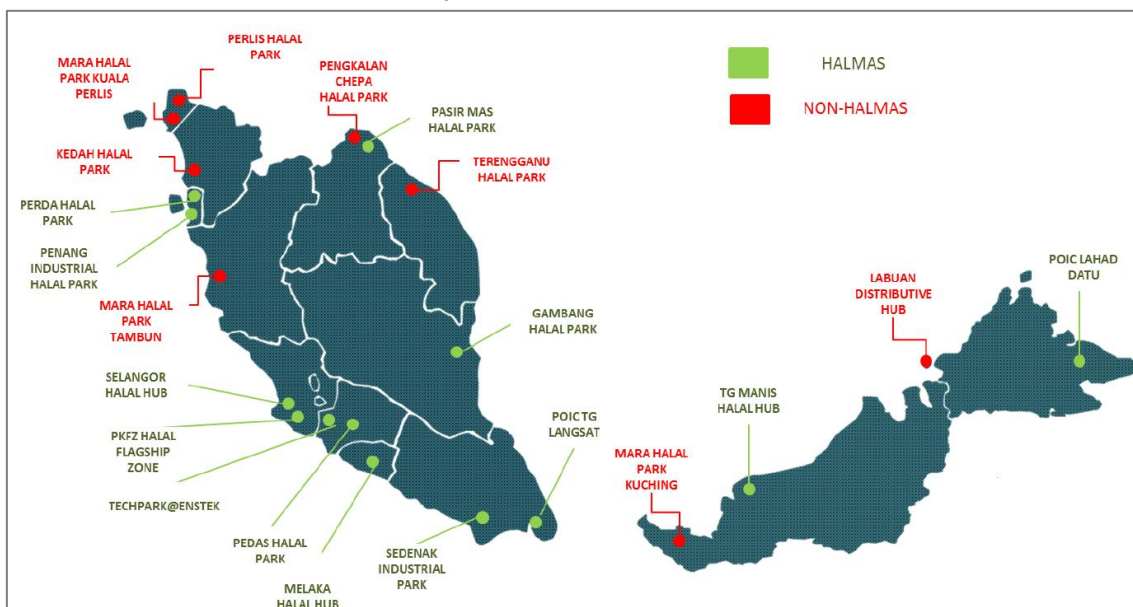 PERLIS HALAL
PARK
MARA HALAL
PARK KUALA
PERLIS
PENGKALAN
CHEPA
HALAL PARK
PASIR MAS
HALAL PARK
HALMAS
NON-HALMAS
KEDAH HALAL
PARK
TERENGGANU
HALAL PARK
PERDA HALAL
PARK
PENANG
INDUSTRIAL
HALAL PARK
MARA HALAL
PARK
TAMBUN
GAMBANG
HALAL PARK
LABUAN
DISTRIBUTIVE
HUB
POIC LAHAD
DATU
SELANGOR
HALAL HUB
PKFZ HALAL
FLAGSHIP
ZONE
TECHPARK@ENSTEK
PEDAS HALAL
PARK
MELAKA
HALAL HUB
SEDENAK
INDUSTRIAL
PARK
POIC TG
LANGSAT
TG MANIS
HALAL HUB
MARA HALAL
PARK
KUCHING